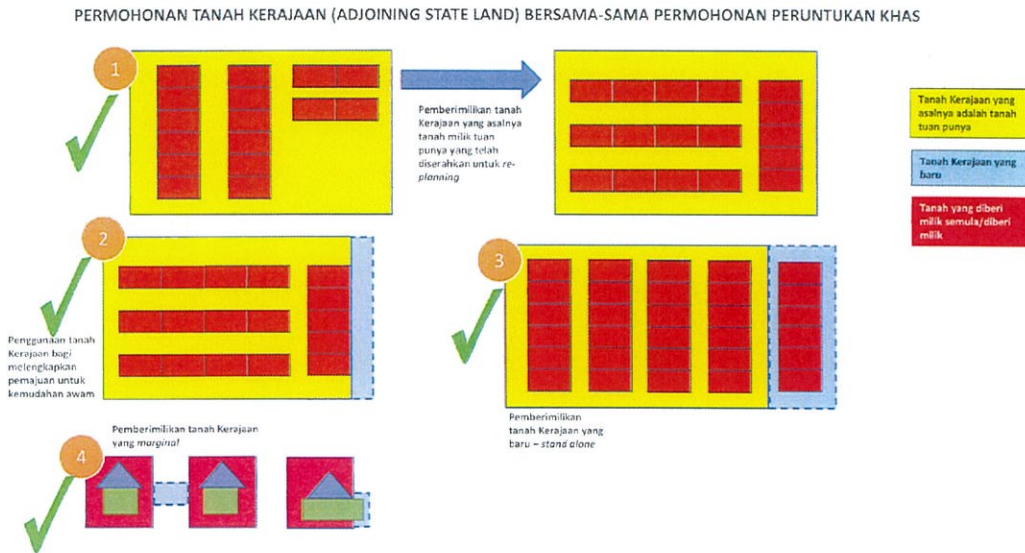 PERMOHONAN TANAH KERAJAAN (ADJOINING STATE LAND) BERSAMA-SAMA PERMOHONAN PERUNTUKAN KHAS
1
Pemberimilikan tanah
Kerajaan yang asalnya
tanah milik tuan
punya yang telah
diserahkan untuk re-
planning
Tanah Kerajaan yang
asalnya adalah tanah
tuan punya
Tanah Kerajaan yang
baru
Tanah yang diberi
milik semula/diberi
milik
2
Penggunaan tanah
Kerajaan bagi
melengkapkan
pemajuan untuk
kemudahan awam
3
Pemberimilikan
tanah Kerajaan yang
baru – stand alone
Pemberimilikan tanah Kerajaan
yang marginal
4